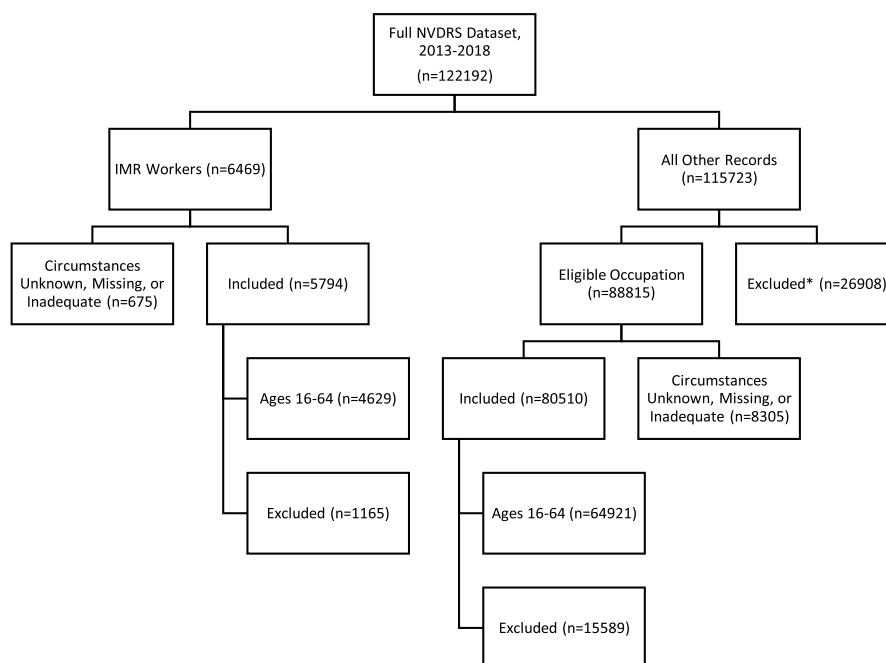 Full NVDRS Dataset,
2013-2018
(n=122192)
IMR Workers (n=6469)
All Other Records
(n=115723)
Circumstances
Unknown, Missing, or
Inadequate (n=675)
Included (n=5794)
Eligible Occupation
(n=88815)
Excluded* (n=26908)
Ages 16-64 (n=4629)
Included (n=80510)
Circumstances
Unknown, Missing, or
Inadequate (n=8305)
Excluded (n=1165)
Ages 16-64 (n=64921)
Excluded (n=15589)